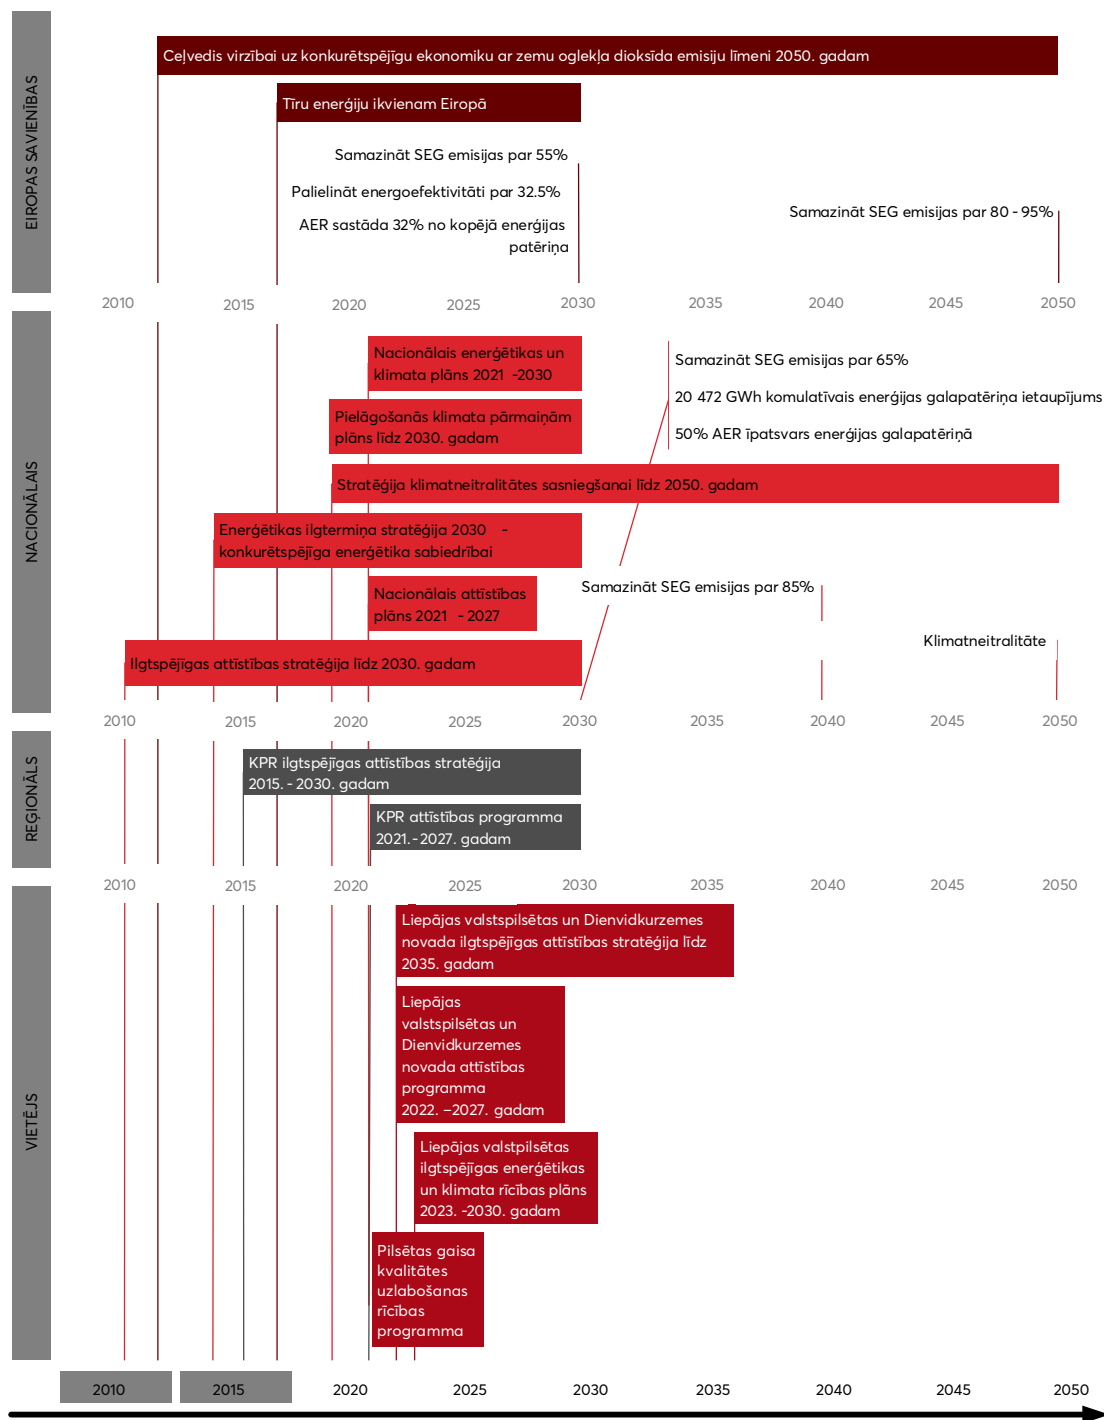 EIROPAS SAVIENĪBAS
Ceļvedis virzībai uz konkurētspējīgu ekonomiku ar zemu oglekļa dioksīda emisiju līmeni 2050. gadam
Tīru enerģiju ikvienam Eiropā
Samazināt SEG emisijas par 55%
Palielināt energoefektivitāti par 32.5%
AER sastāda 32% no kopējā enerģijas
patēriņa
Samazināt SEG emisijas par 80 - 95%
2010 2015 2020 2025 2030 2035 2040 2045 2050
NACIONĀLAIS
Nacionālais enerģētikas un
klimata plāns 2021 -2030
Samazināt SEG emisijas par 65%
20 472 GWh komulatīvais enerģijas galapatēriņa ietaupījums
50% AER īpatsvars enerģijas galapatēriņā
Pielāgošanās klimata pārmaiņām
plāns līdz 2030. gadam
Stratēģija klimatneitralitātes sasniegšanai līdz 2050. gadam
Enerģētikas ilgtermiņa stratēģija 2030 -
konkurētspējīga enerģētika sabiedrībai
Nacionālais attīstības
plāns 2021 - 2027
Samazināt SEG emisijas par 85%
Klimatneitralitāte
Ilgtspējīgas attīstības stratēģija līdz 2030. gadam
2010 2015 2020 2025 2030 2035 2040 2045 2050
REĢIONĀLS
KPR ilgtspējīgas attīstības stratēģija
2015. - 2030. gadam
KPR attīstības programma
2021.- 2027. gadam
2010 2015 2020 2025 2030 2035 2040 2045 2050
VIETĒJS
Liepājas valstspilsētas un Dienvidkurzemes
novada ilgtspējīgas attīstības stratēģija līdz
2035. gadam
Liepājas
valstspilsētas un
Dienvidkurzemes
novada attīstības
programma
2022. –2027. gadam
Liepājas valstpilsētas
ilgtspējīgas enerģētikas
un klimata rīcības plāns
2023. -2030. gadam
Pilsētas gaisa
kvalitātes
uzlabošanas
rīcības
programma
2010 2015 2020 2025 2030 2035 2040 2045 2050